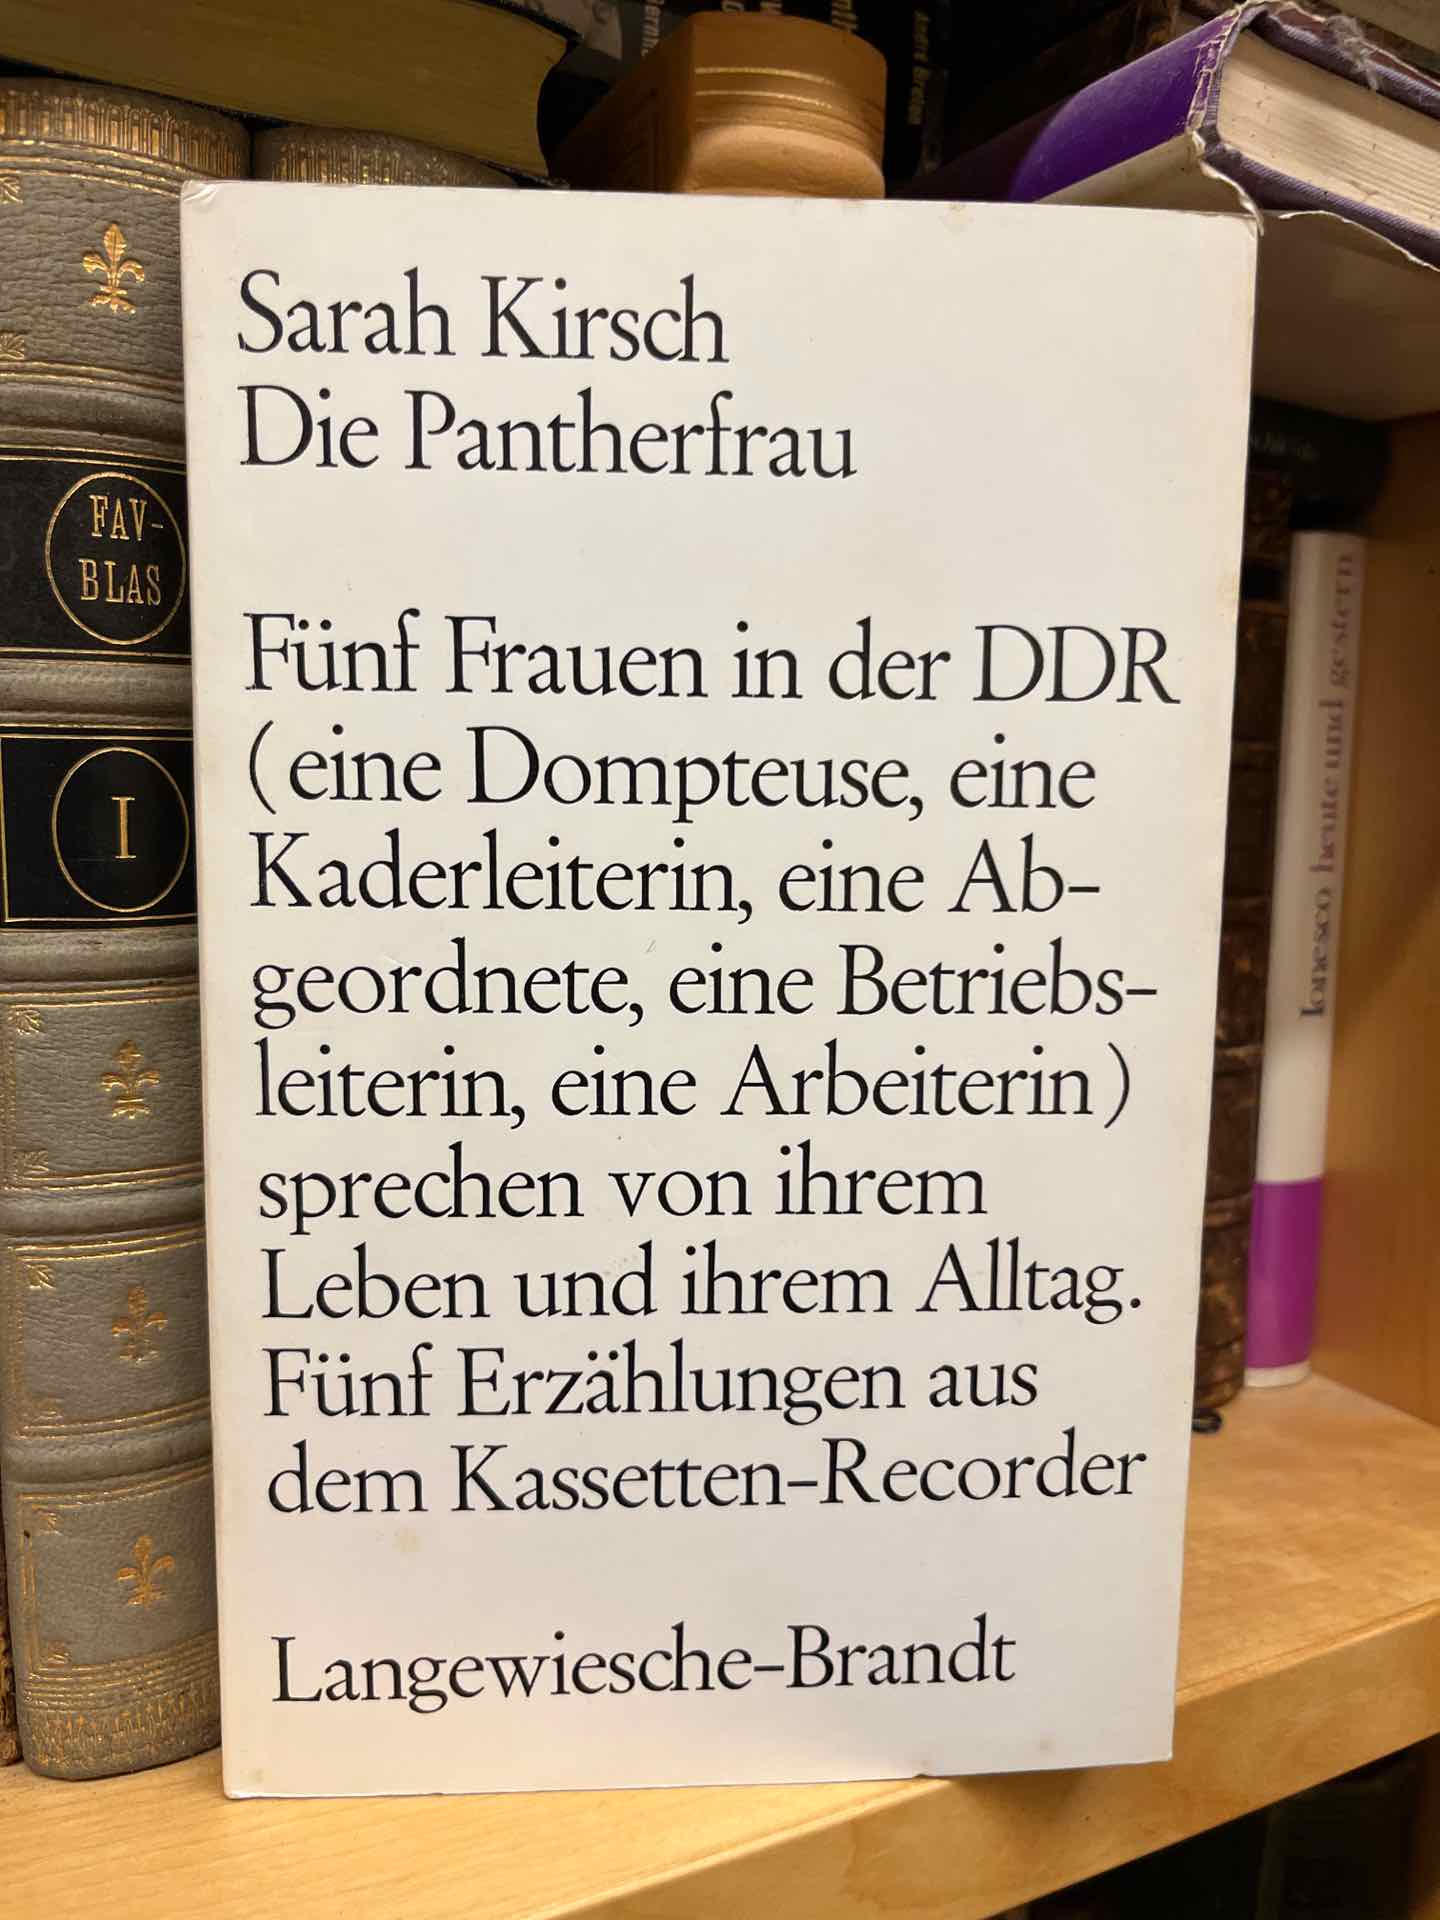 Sarah Kirsch
Die Pantherfrau
Fünf Frauen in der DDR
(eine Dompteuse, eine
Kaderleiterin, eine Ab-
geordnete, eine Betriebs-
leiterin, eine Arbeiterin)
sprechen von ihrem
Leben und ihrem Alltag.
Fünf Erzählungen aus
dem Kassetten-Recorder
Langewiesche-Brandt
FAV-
BLAS
I
Ionesco heute und gestern